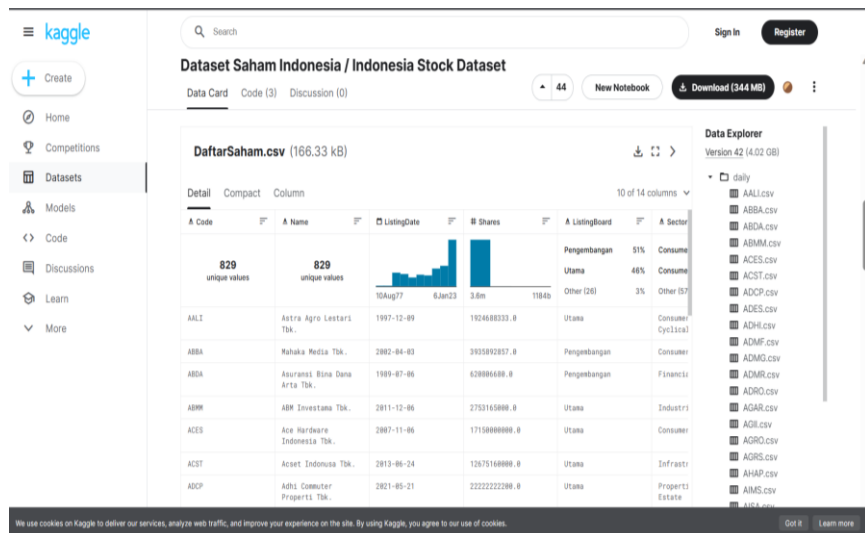 kaggle
Search
Sign In
Register
Create
Home
Competitions
Datasets
Models
Code
Discussions
Learn
More
Dataset Saham Indonesia / Indonesia Stock Dataset
Data Card Code (3) Discussion (0)
44
New Notebook
Download (344 MB)
DaftarSaham.csv (166.33 kB)
Detail Compact Column
10 of 14 columns
Code Name ListingDate # Shares ListingBoard Sector
829 unique values
829 unique values
10Aug77 6Jan23
3.6m 1184b
Pengembangan 51%
Utama 46%
Other (26) 3%
Consume
Consume
Other (57
AALI Astra Agro Lestari Tbk. 1997-12-09 1924688333.0 Utama Consumer Cyclical
ABBA Mahaka Media Tbk. 2002-04-03 3935892857.0 Pengembangan Consumer
ABDA Asuransi Bina Dana Arta Tbk. 1989-07-06 620806680.0 Pengembangan Financia
ABMM ABM Investama Tbk. 2011-12-06 2753165000.0 Utama Industri
ACES Ace Hardware Indonesia Tbk. 2007-11-06 17150000000.0 Utama Consumer
ACST Acset Indonusa Tbk. 2013-06-24 12675160000.0 Utama Infrastr
ADCP Adhi Commuter Properti Tbk. 2021-05-21 22222222200.0 Utama Properti Estate
Data Explorer
Version 42 (4.02 GB)
daily
AALI.csv
ABBA.csv
ABDA.csv
ABMM.csv
ACES.csv
ACST.csv
ADCP.csv
ADES.csv
ADHI.csv
ADMF.csv
ADMG.csv
ADMR.csv
ADRO.csv
AGAR.csv
AGII.csv
AGRO.csv
AGRS.csv
AHAP.csv
AIMS.csv
AISA.csv
We use cookies on Kaggle to deliver our services, analyze web traffic, and improve your experience on the site. By using Kaggle, you agree to our use of cookies.
Got it
Learn more